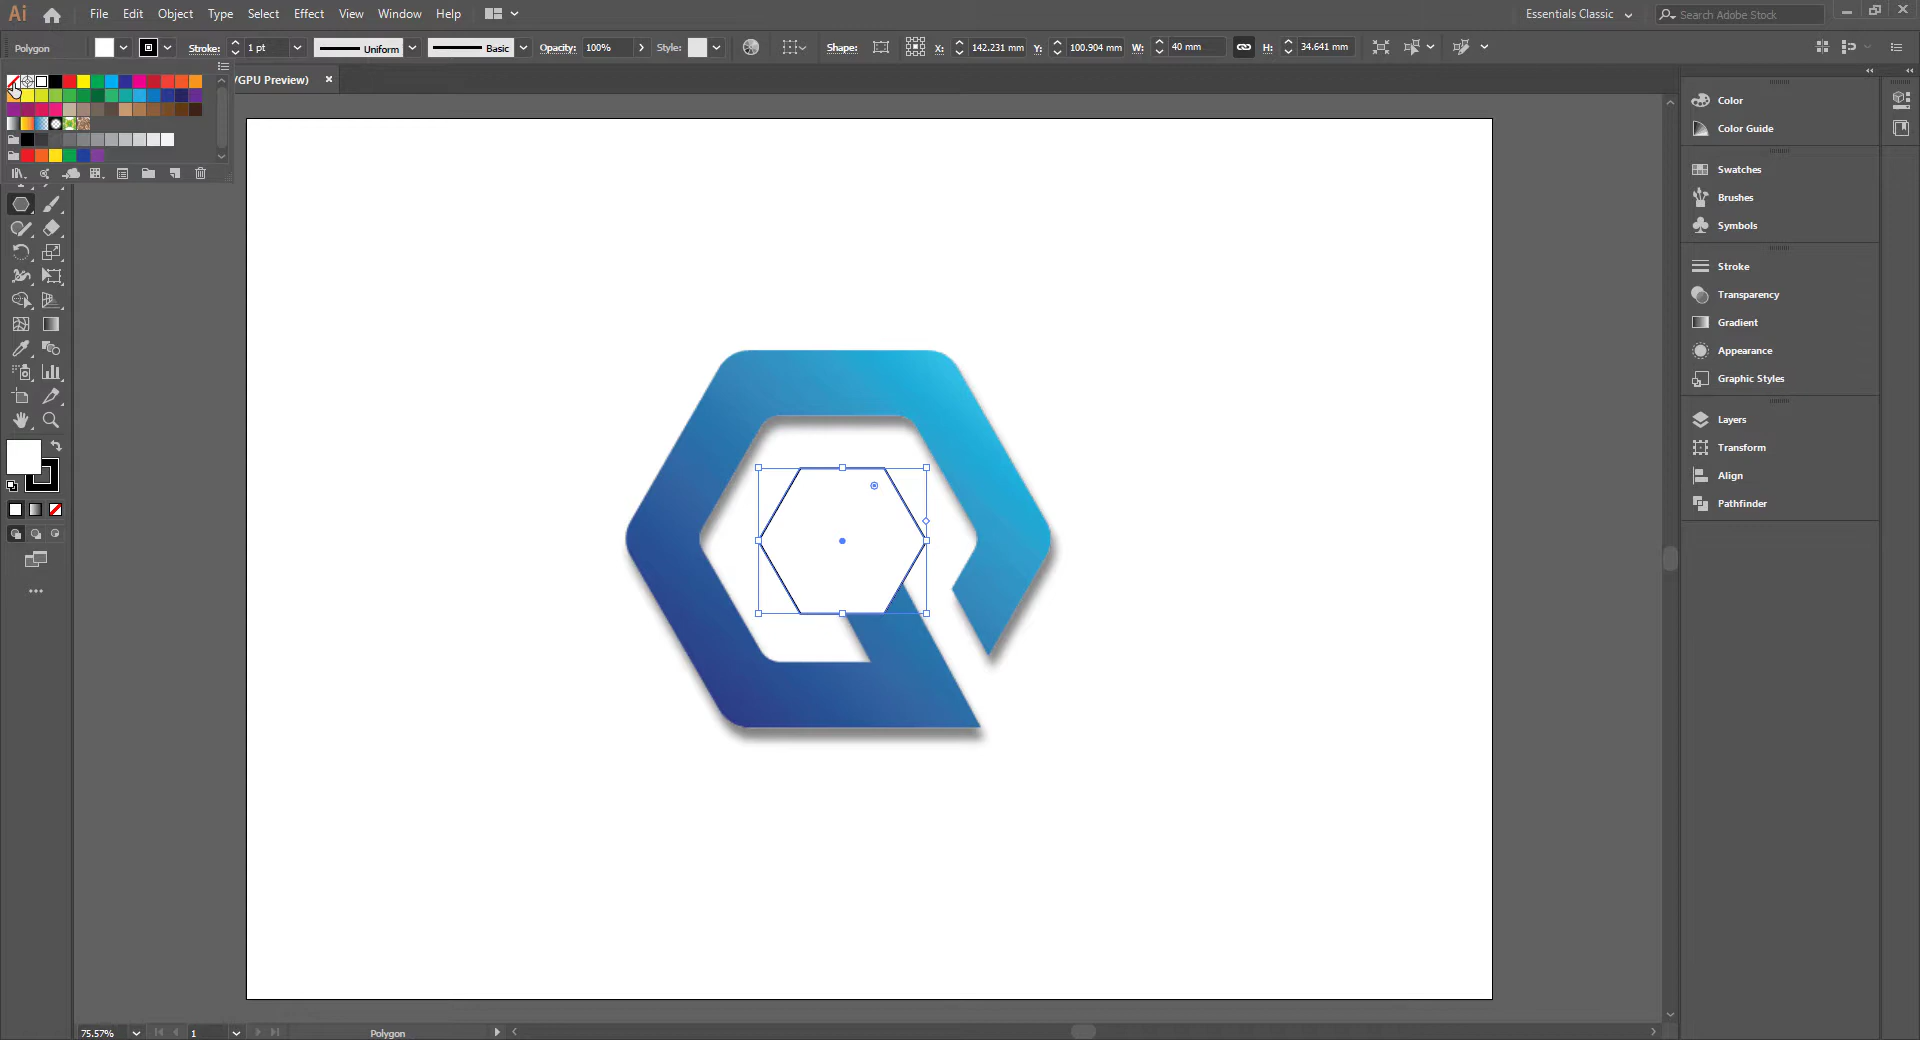 Ai File Edit Object Type Select Effect View Window Help Essentials Classic Search Adobe Stock
Polygon Stroke: 1 pt Uniform Basic Opacity: 100% Style: Shape: X: 142.231 mm Y: 100.904 mm W: 40 mm H: 34.641 mm
/GPU Preview) ×
Color
Color Guide
Swatches
Brushes
Symbols
Stroke
Transparency
Gradient
Appearance
Graphic Styles
Layers
Transform
Align
Pathfinder
75.57% 1 Polygon